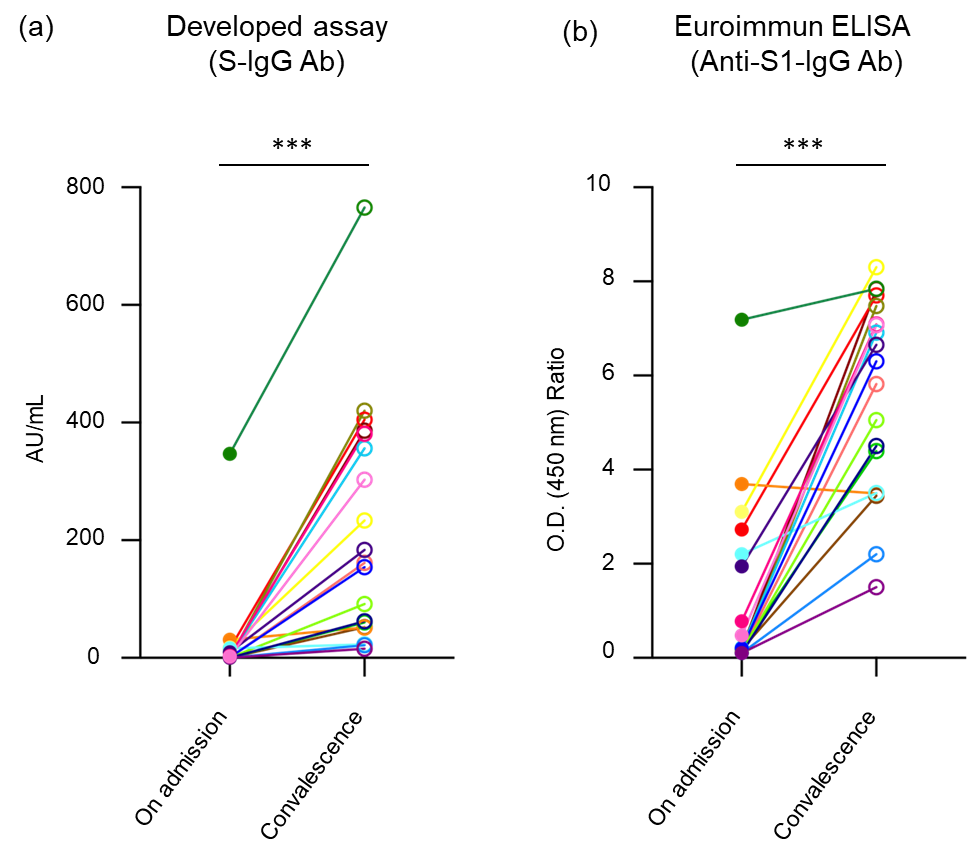 (a)
Developed assay
(S-IgG Ab)
***
800
600
400
200
0
AU/mL
On admission
Convalescence
(b)
Euroimmun ELISA
(Anti-S1-IgG Ab)
***
10
8
6
4
2
0
O.D. (450 nm) Ratio
On admission
Convalescence